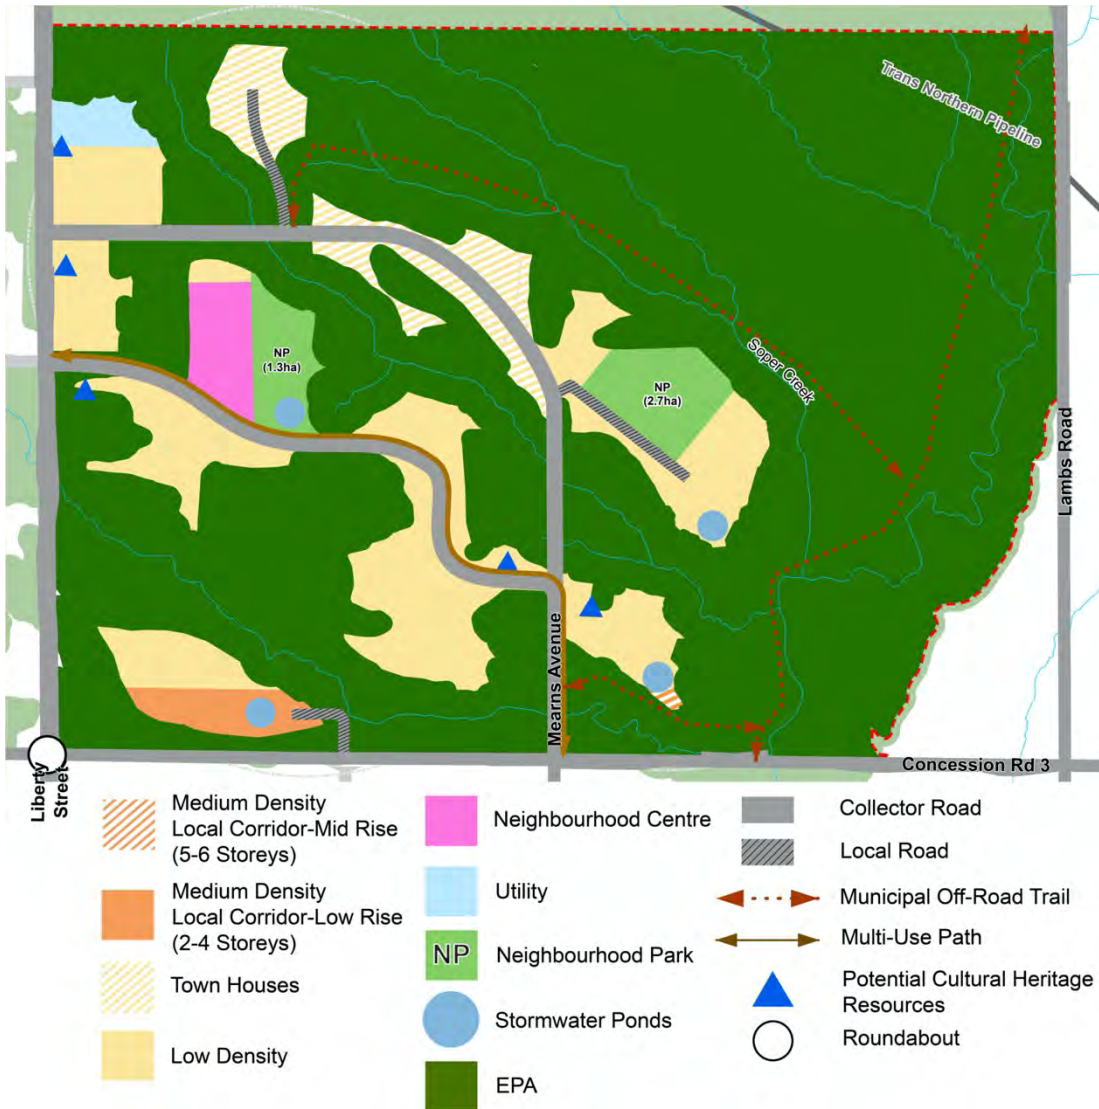 Trans Northern Pipeline
NP
(1.3ha)
NP
(2.7ha)
Soper Creek
Lambs Road
Mearns Avenue
Concession Rd 3
Liberty
Street
Medium Density
Local Corridor-Mid Rise
(5-6 Storeys)
Medium Density
Local Corridor-Low Rise
(2-4 Storeys)
Town Houses
Low Density
Neighbourhood Centre
Utility
NP
Neighbourhood Park
Stormwater Ponds
EPA
Collector Road
Local Road
Municipal Off-Road Trail
Multi-Use Path
Potential Cultural Heritage
Resources
Roundabout